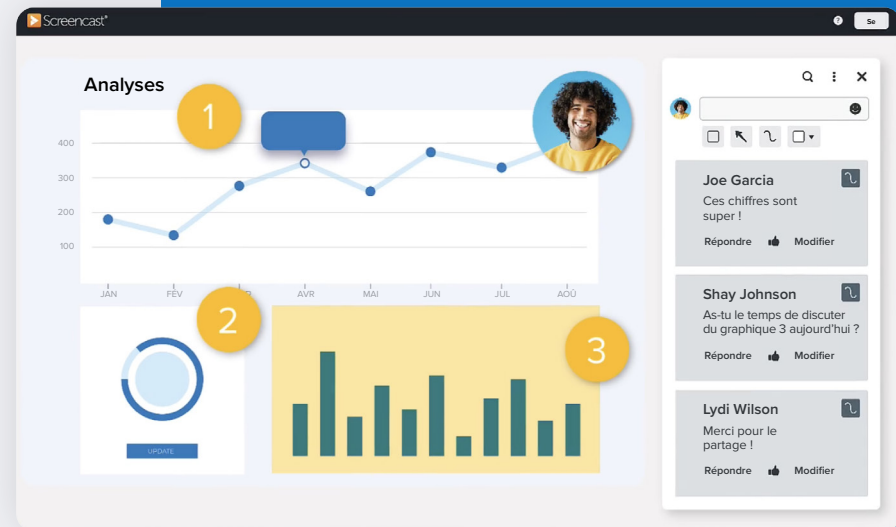 Screencast®
?
Se
Analyses
1
400
300
200
100
JAN
FÉV
AVR
MAI
JUN
JUL
AOÛ
2
UPDATE
3
Joe Garcia
Ces chiffres sont
super !
Répondre
Modifier
Shay Johnson
As-tu le temps de discuter
du graphique 3 aujourd'hui ?
Répondre
Modifier
Lydi Wilson
Merci pour le
partage !
Répondre
Modifier